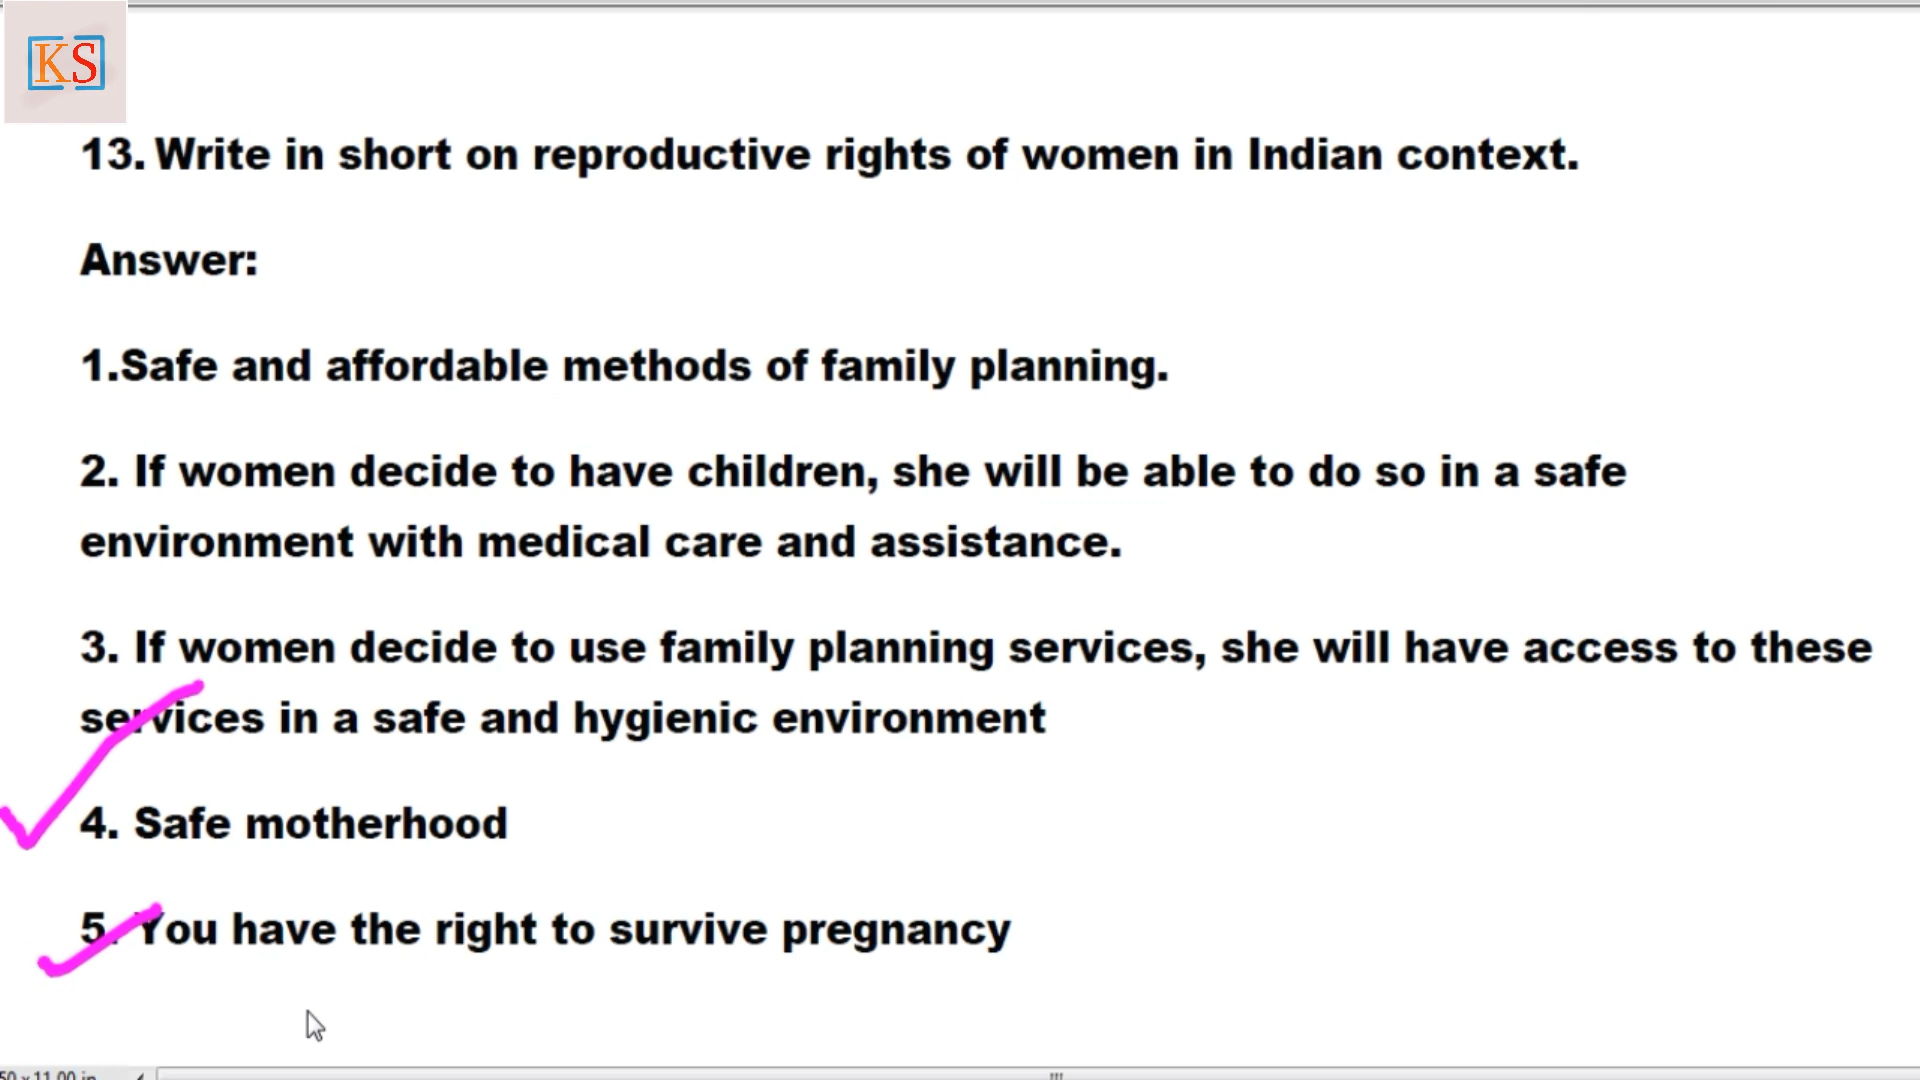 KS
13. Write in short on reproductive rights of women in Indian context.
Answer:
1.Safe and affordable methods of family planning.
2. If women decide to have children, she will be able to do so in a safe
environment with medical care and assistance.
3. If women decide to use family planning services, she will have access to these
services in a safe and hygienic environment
4. Safe motherhood
5. You have the right to survive pregnancy
50 x 11.00 in